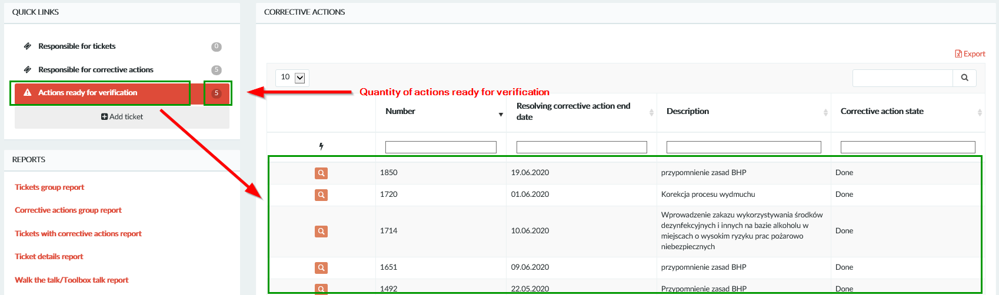 QUICK LINKS
Responsible for tickets 0
Responsible for corrective actions 5
Actions ready for verification 5
Add ticket
REPORTS
Tickets group report
Corrective actions group report
Tickets with corrective actions report
Ticket details report
Walk the talk/Toolbox talk report
Quantity of actions ready for verification
CORRECTIVE ACTIONS
Export
10
Number
Resolving corrective action end
date
Description
Corrective action state
1850 19.06.2020 przypomnienie zasad BHP Done
1720 01.06.2020 Korekcja procesu wydmuchu Done
1714 10.06.2020 Wprowadzenie zakazu wykorzystywania środków
dezynfekcyjnych i innych na bazie alkoholu w
miejscach o wysokim ryzyku prac pożarowo
niebezpiecznych
Done
1651 09.06.2020 przypomnienie zasad BHP Done
1492 22.05.2020 Przypomnienie zasad BHP Done